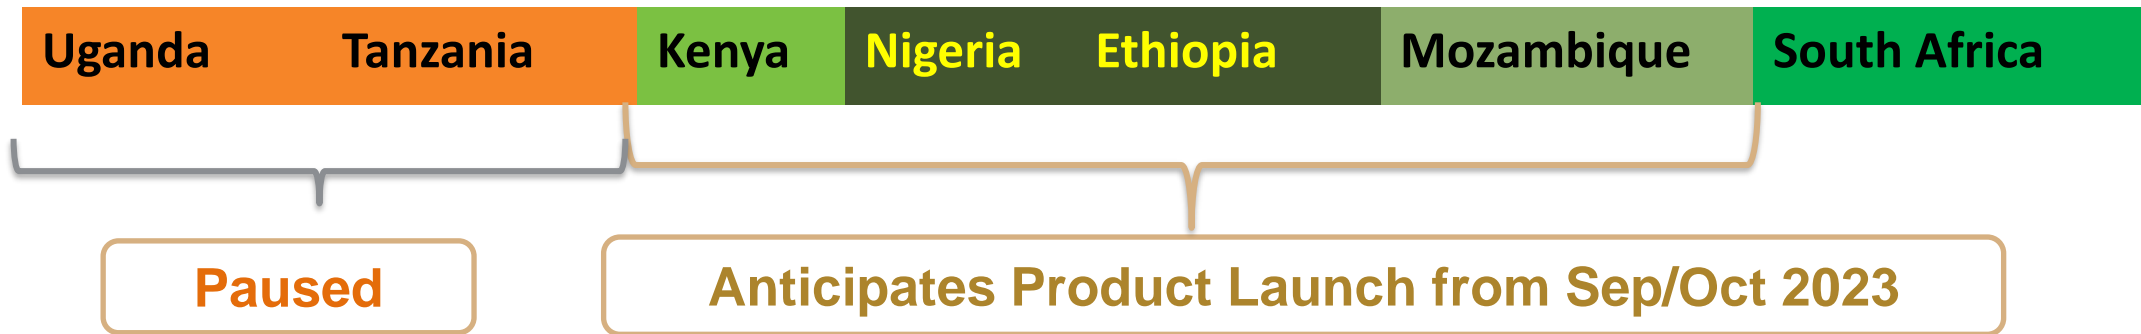 Uganda Tanzania Kenya Nigeria Ethiopia Mozambique South Africa
Paused Anticipates Product Launch from Sep/Oct 2023